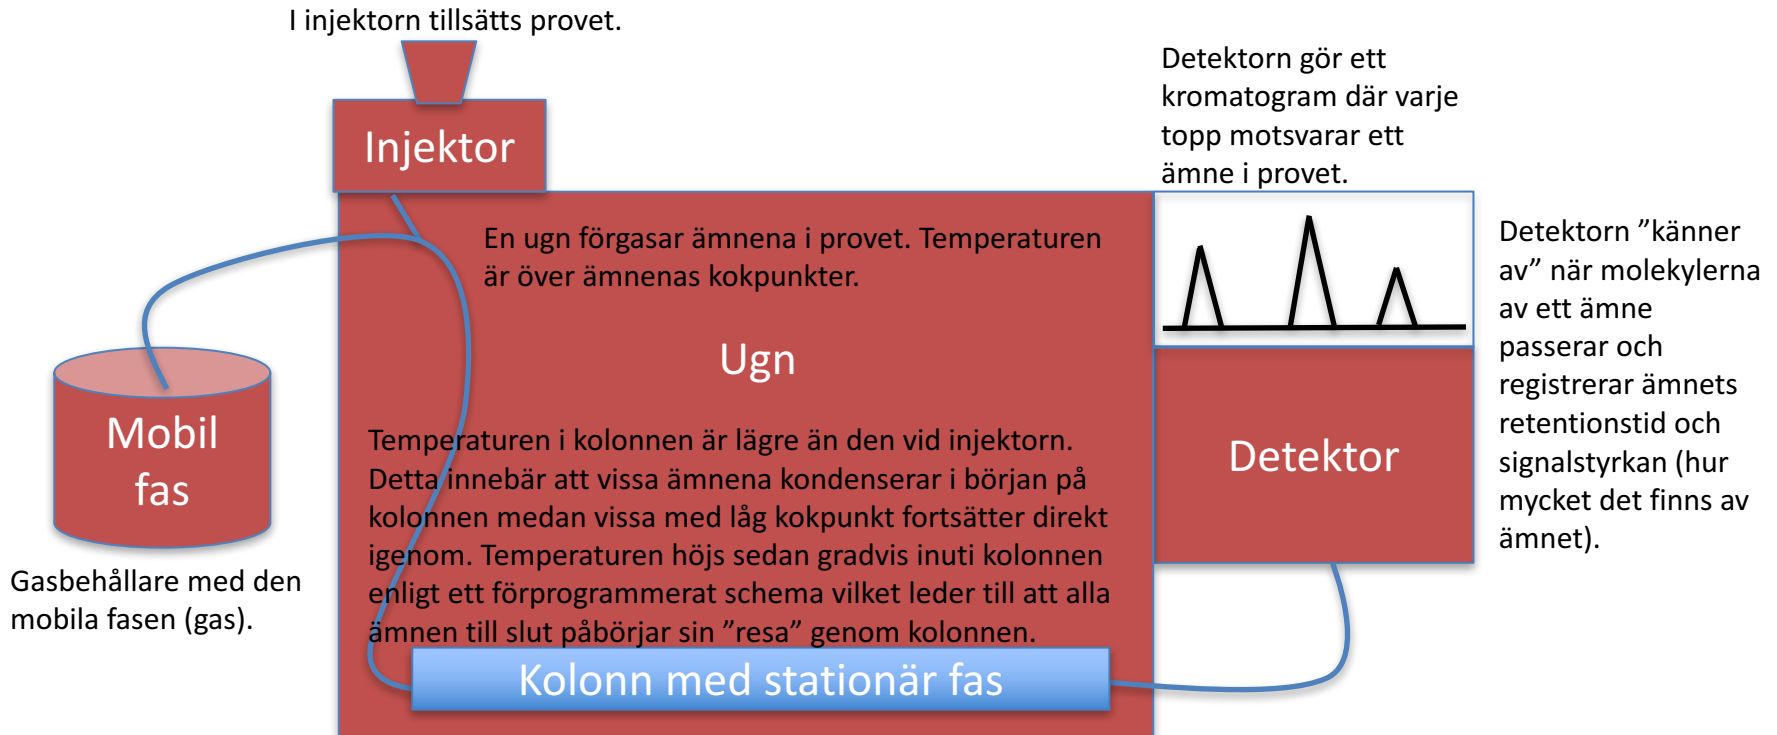 I injektorn tillsätts provet.
Injektor
Detektorn gör ett
kromatogram där varje
topp motsvarar ett
ämne i provet.
En ugn förgasar ämnena i provet. Temperaturen
är över ämnenas kokpunkter.
Detektorn ”känner
av” när molekylerna
av ett ämne
passerar och
registrerar ämnets
retentionstid och
signalstyrkan (hur
mycket det finns av
ämnet).
Ugn
Mobil
fas
Temperaturen i kolonnen är lägre än den vid injektorn.
Detta innebär att vissa ämnena kondenserar i början på
kolonnen medan vissa med låg kokpunkt fortsätter direkt
igenom. Temperaturen höjs sedan gradvis inuti kolonnen
enligt ett förprogrammerat schema vilket leder till att alla
ämnen till slut påbörjar sin ”resa” genom kolonnen.
Detektor
Gasbehållare med den
mobila fasen (gas).
Kolonn med stationär fas